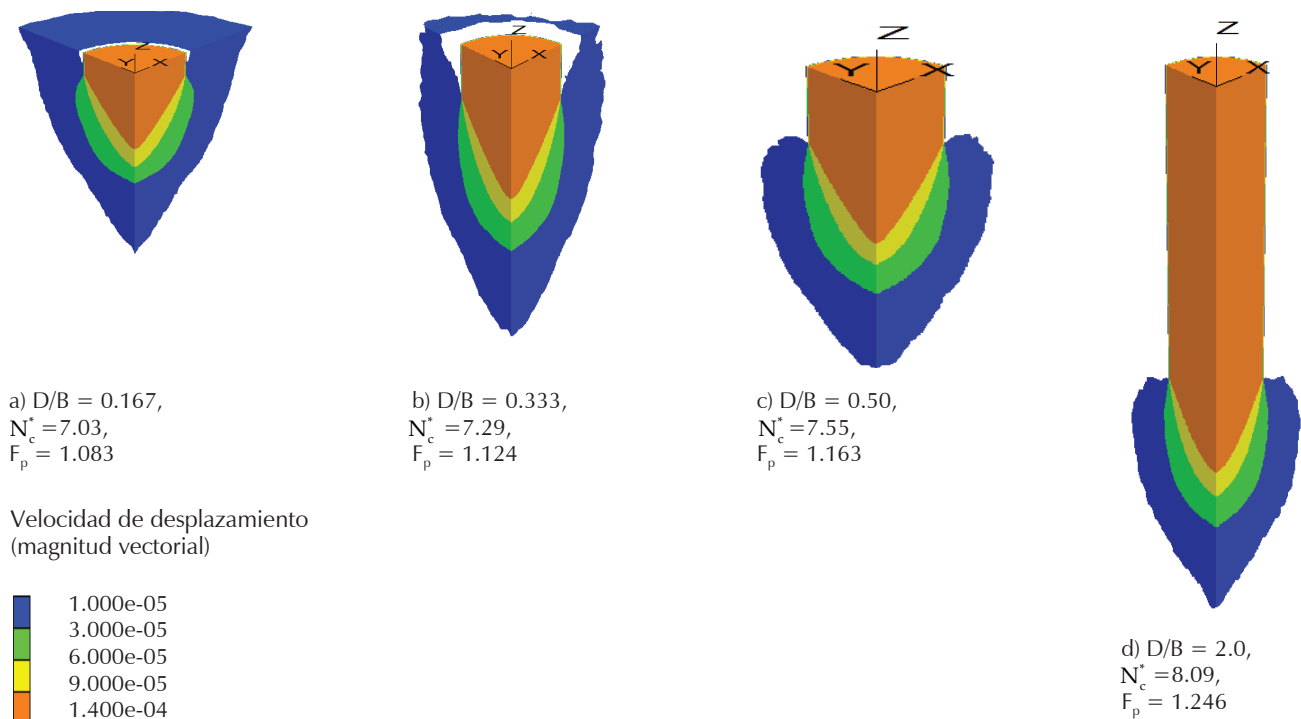 Z
Y X
Z
Y X
Z
Y X
Z
Y X
a) D/B = 0.167,
N*c =7.03,
Fp = 1.083
b) D/B = 0.333,
N*c =7.29,
Fp = 1.124
c) D/B = 0.50,
N*c =7.55,
Fp = 1.163
Velocidad de desplazamiento
(magnitud vectorial)
1.000e-05
3.000e-05
6.000e-05
9.000e-05
1.400e-04
d) D/B = 2.0,
N*c =8.09,
Fp = 1.246